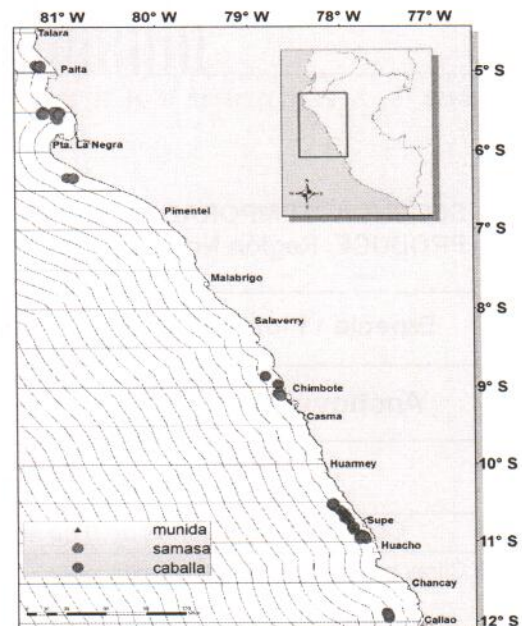 81° W 80° W 79° W 78° W 77° W
Talara
5° S
Paita
Pta. La Negra
6° S
Pimentel
7° S
Malabrigo
8° S
Salaverry
9° S
Chimbote
Casma
10° S
Huarmey
Supe
11° S
Huacho
munida
samasa
caballa
Chancay
12° S
Callao